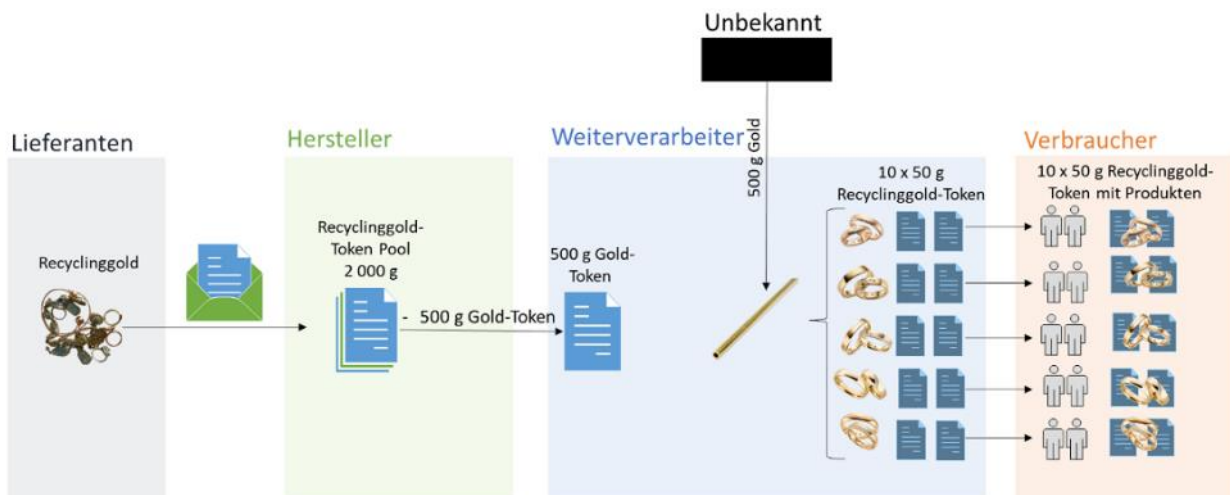 Unbekannt
Lieferanten
Hersteller
Weiterverarbeiter
Verbraucher
500 g Gold
10 x 50 g
Recyclinggold-Token
10 x 50 g Recyclinggold-
Token mit Produkten
Recyclinggold
Recyclinggold-
Token Pool
2 000 g
- 500 g Gold-Token
500 g Gold-
Token